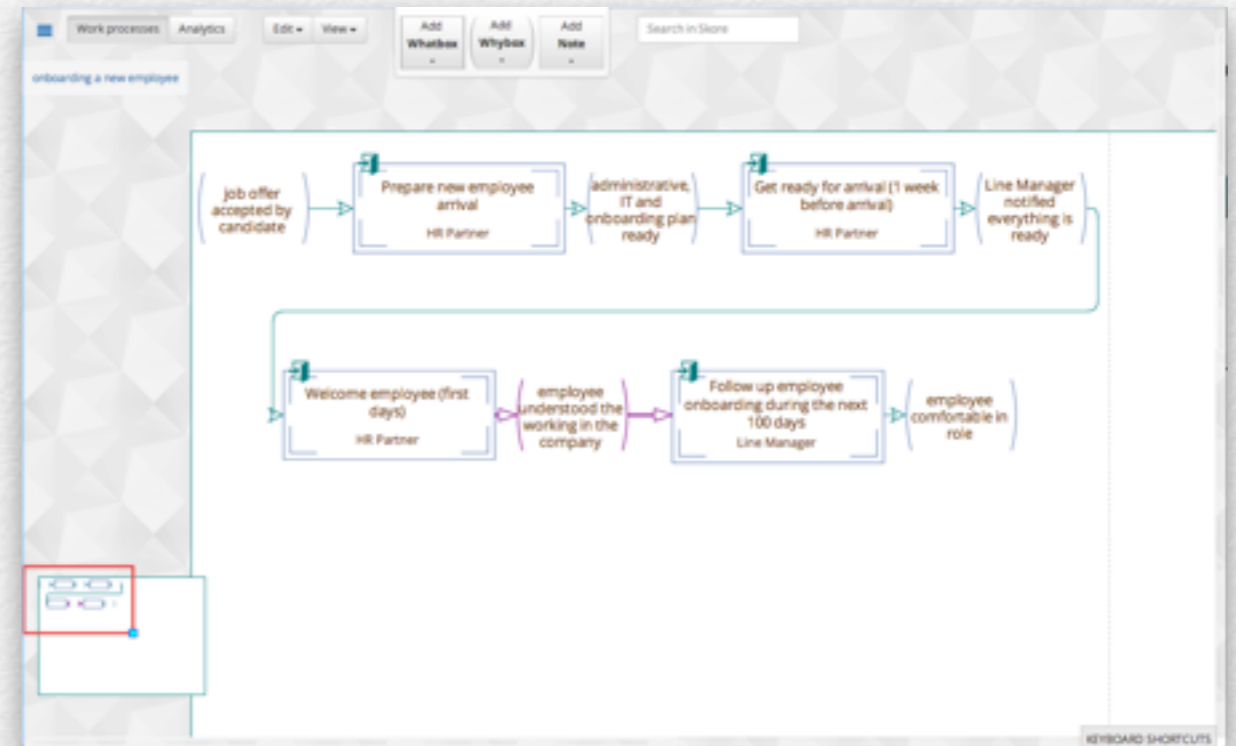 Work processes Analytics Edit View
Add Whatbox
Add Whybox
Add Note
Search in Skore
onboarding a new employee
job offer
accepted by
candidate
Prepare new employee
arrival
HR Partner
administrative,
IT and
onboarding plan
ready
Get ready for arrival (1 week
before arrival)
HR Partner
Line Manager
notified
everything is
ready
Welcome employee (first
days)
HR Partner
employee
understood the
working in the
company
Follow up employee
onboarding during the next
100 days
Line Manager
employee
comfortable in
role
KEYBOARD SHORTCUTS